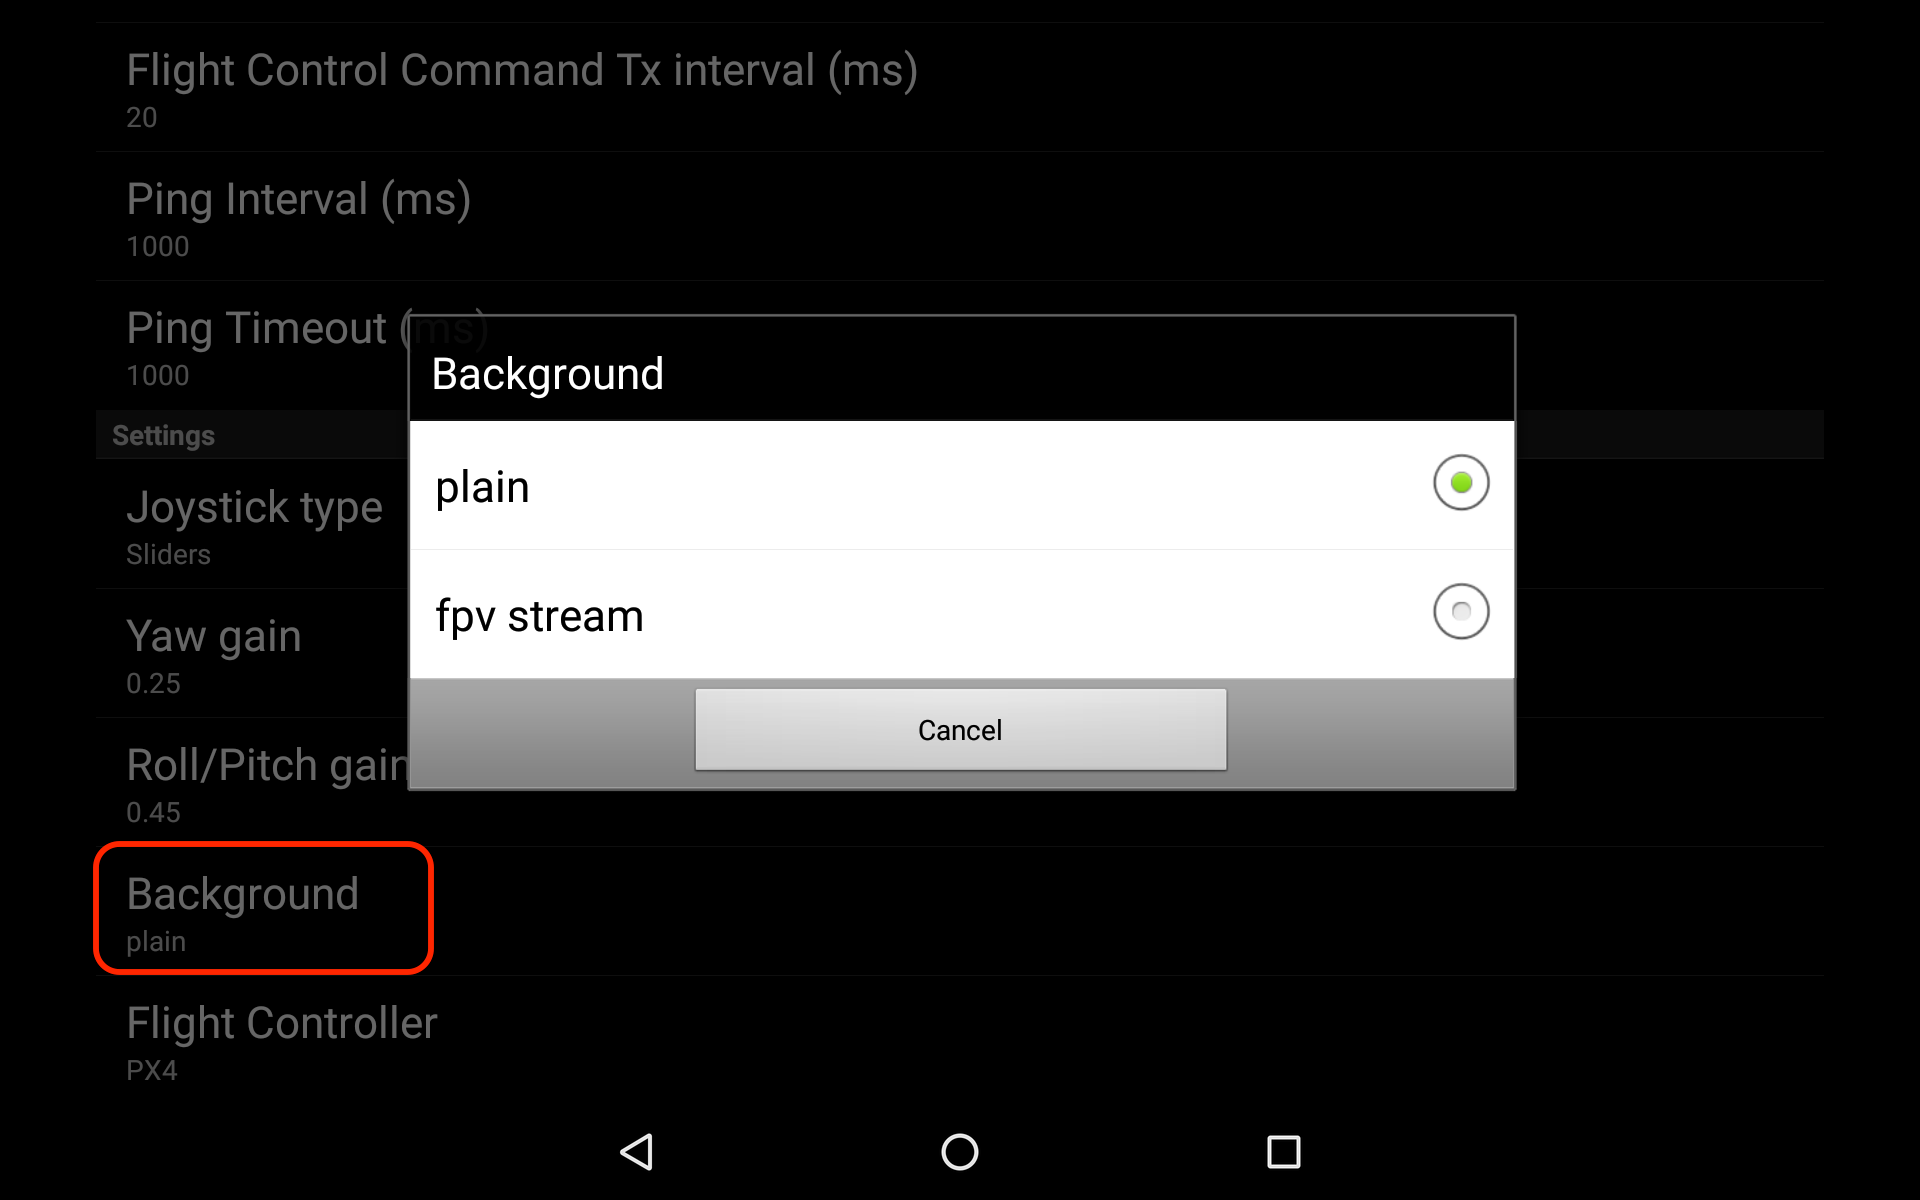 Flight Control Command Tx interval (ms)
20
Ping Interval (ms)
1000
Ping Timeout (ms)
1000
Settings
Joystick type
Sliders
Yaw gain
0.25
Roll/Pitch gain
0.45
Background
plain
Flight Controller
PX4
Background
plain
fpv stream
Cancel